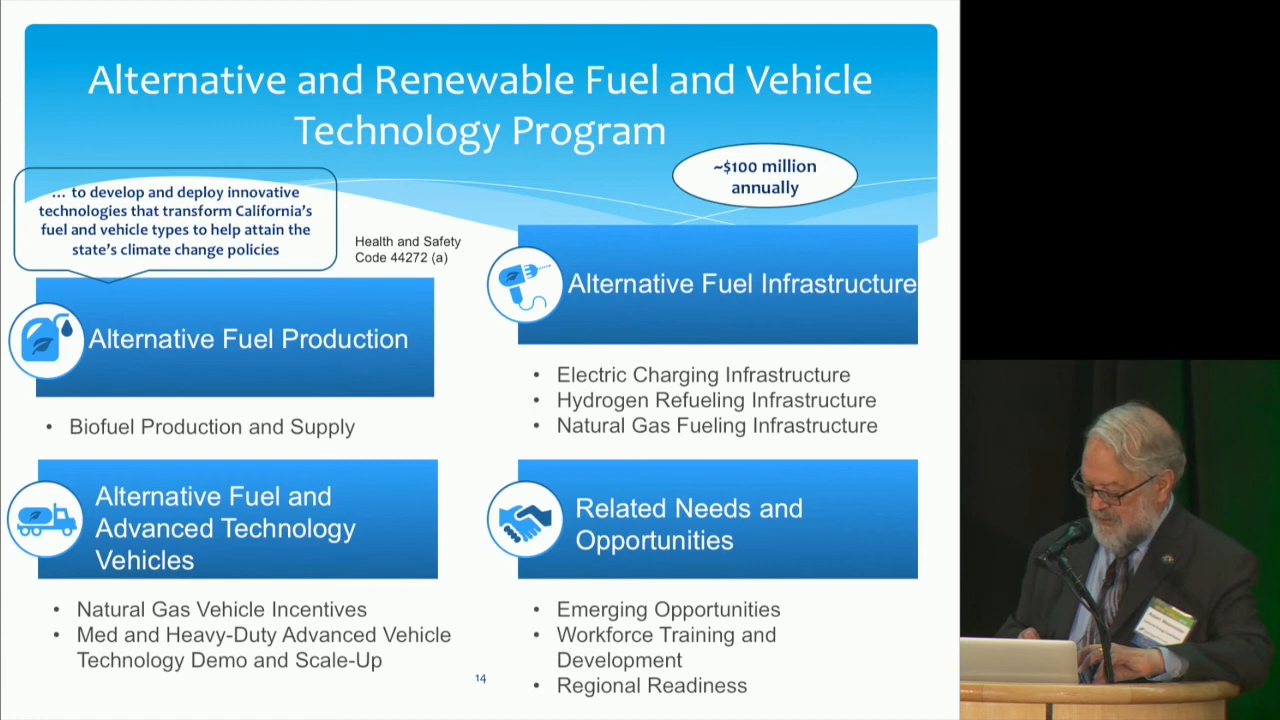 Alternative and Renewable Fuel and Vehicle
Technology Program
~$100 million
annually
... to develop and deploy innovative
technologies that transform California's
fuel and vehicle types to help attain the
state's climate change policies
Health and Safety
Code 44272 (a)
Alternative Fuel Production
• Biofuel Production and Supply
Alternative Fuel Infrastructure
• Electric Charging Infrastructure
• Hydrogen Refueling Infrastructure
• Natural Gas Fueling Infrastructure
Alternative Fuel and
Advanced Technology
Vehicles
• Natural Gas Vehicle Incentives
• Med and Heavy-Duty Advanced Vehicle
Technology Demo and Scale-Up
Related Needs and
Opportunities
• Emerging Opportunities
• Workforce Training and
Development
• Regional Readiness
14